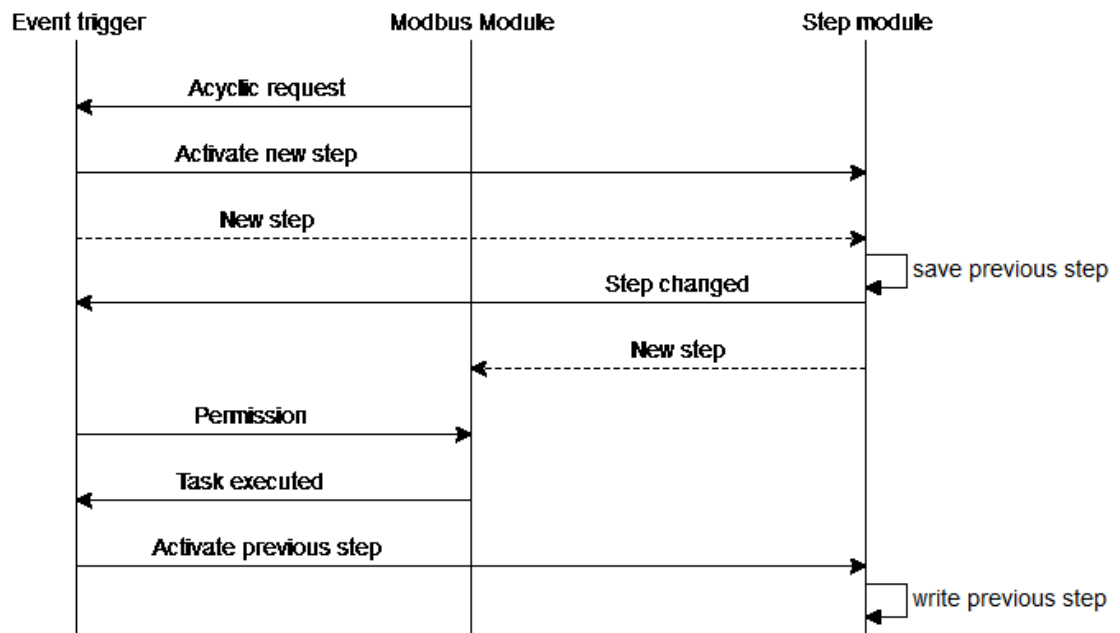 Event trigger
Modbus Module
Step module
Acyclic request
Activate new step
New step
save previous step
Step changed
New step
Permission
Task executed
Activate previous step
write previous step